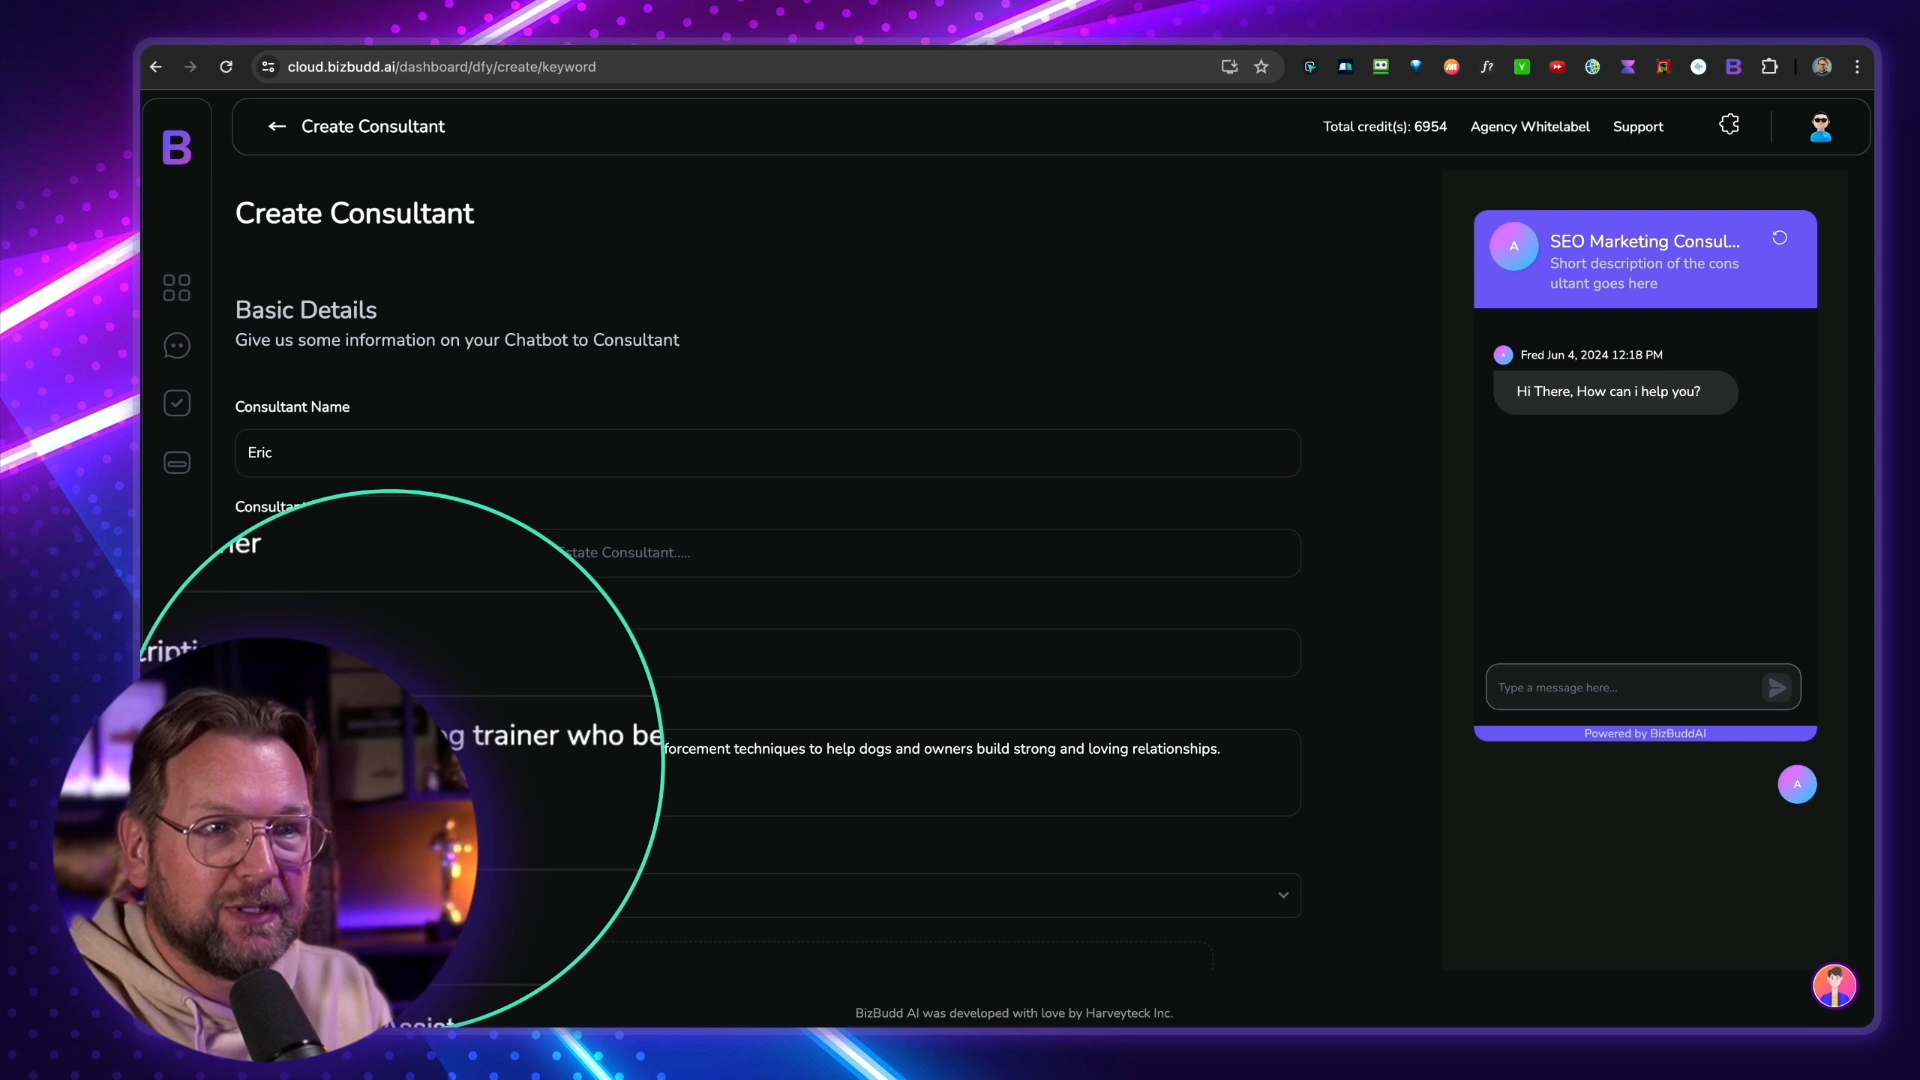 cloud.bizbudd.ai/dashboard/dfy/create/keyword
B
Create Consultant
Total credit(s): 6954
Agency Whitelabel
Support
Create Consultant
Basic Details
Give us some information on your Chatbot to Consultant
Consultant Name
Eric
state Consultant.....
trainer who be
forcement techniques to help dogs and owners build strong and loving relationships.
A
SEO Marketing Consul...
Short description of the cons
ultant goes here
Fred Jun 4, 2024 12:18 PM
Hi There, How can i help you?
Type a message here...
Powered by BizBuddAI
A
BizBudd AI was developed with love by Harveyteck Inc.